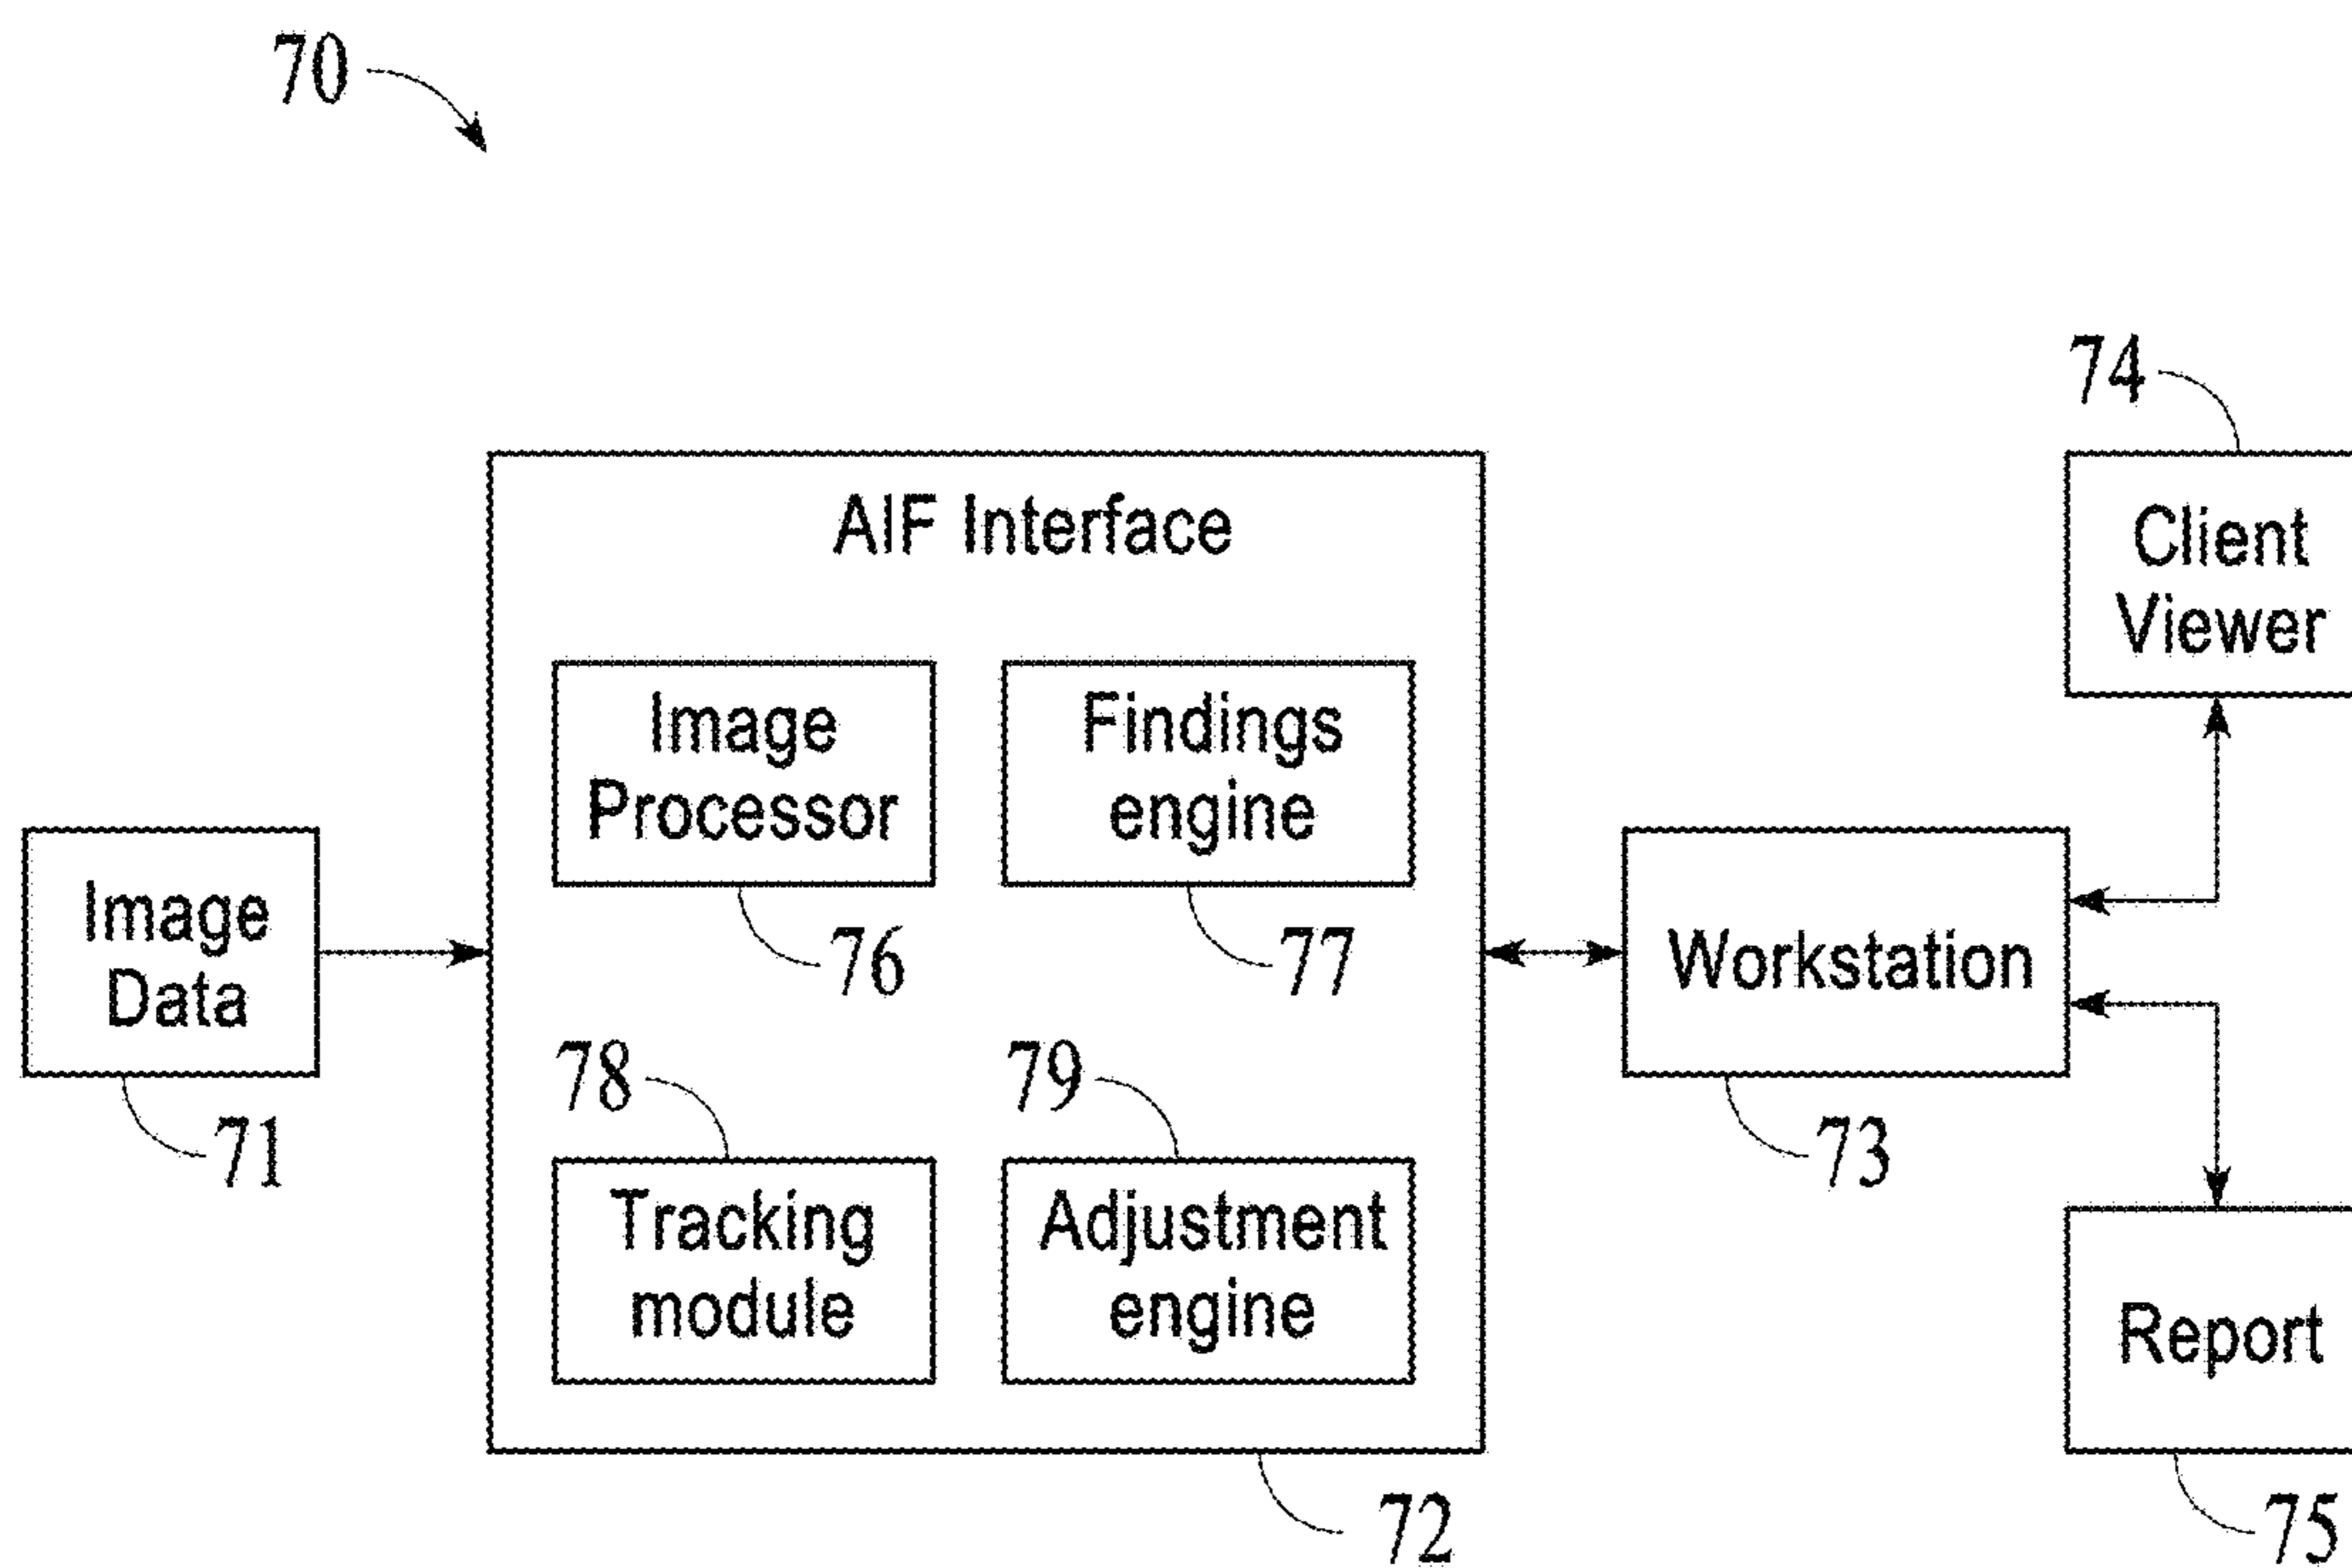 70
74
AIF Interface
Client
Viewer
Image
Processor
Findings
engine
76
77
Image
Data
71
Workstation
73
78
79
Tracking
module
Adjustment
engine
Report
72
75